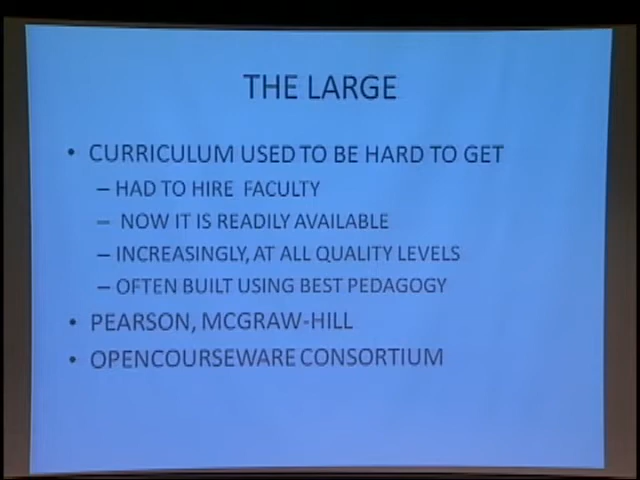 THE LARGE
• CURRICULUM USED TO BE HARD TO GET
– HAD TO HIRE FACULTY
– NOW IT IS READILY AVAILABLE
– INCREASINGLY, AT ALL QUALITY LEVELS
– OFTEN BUILT USING BEST PEDAGOGY
• PEARSON, MCGRAW-HILL
• OPENCOURSEWARE CONSORTIUM